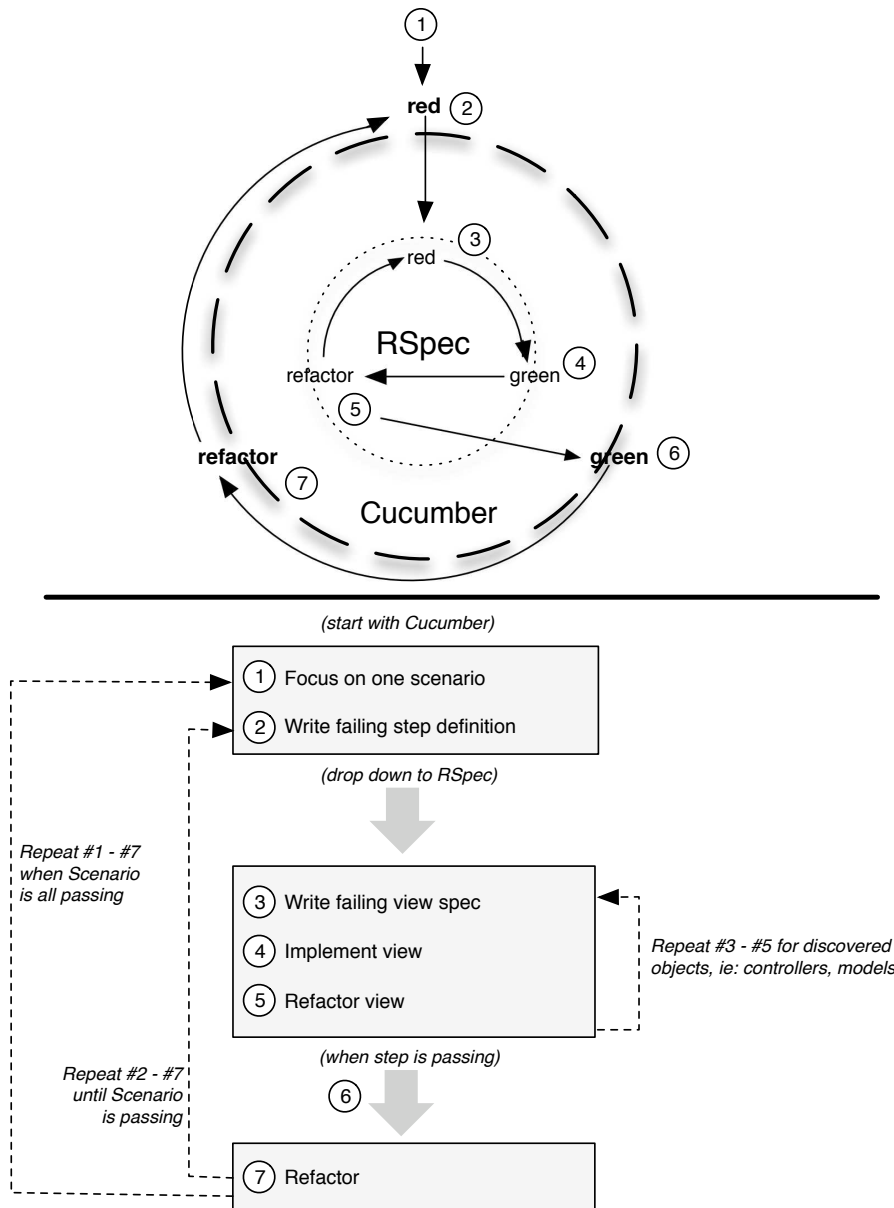 1
red 2
3
red
RSpec
refactor green 4
5
refactor green 6
7
Cucumber
(start with Cucumber)
1 Focus on one scenario
2 Write failing step definition
(drop down to RSpec)
Repeat #1 - #7
when Scenario
is all passing
3 Write failing view spec
4 Implement view
5 Refactor view
Repeat #3 - #5 for discovered
objects, ie: controllers, models
(when step is passing)
Repeat #2 - #7
until Scenario
is passing
6
7 Refactor